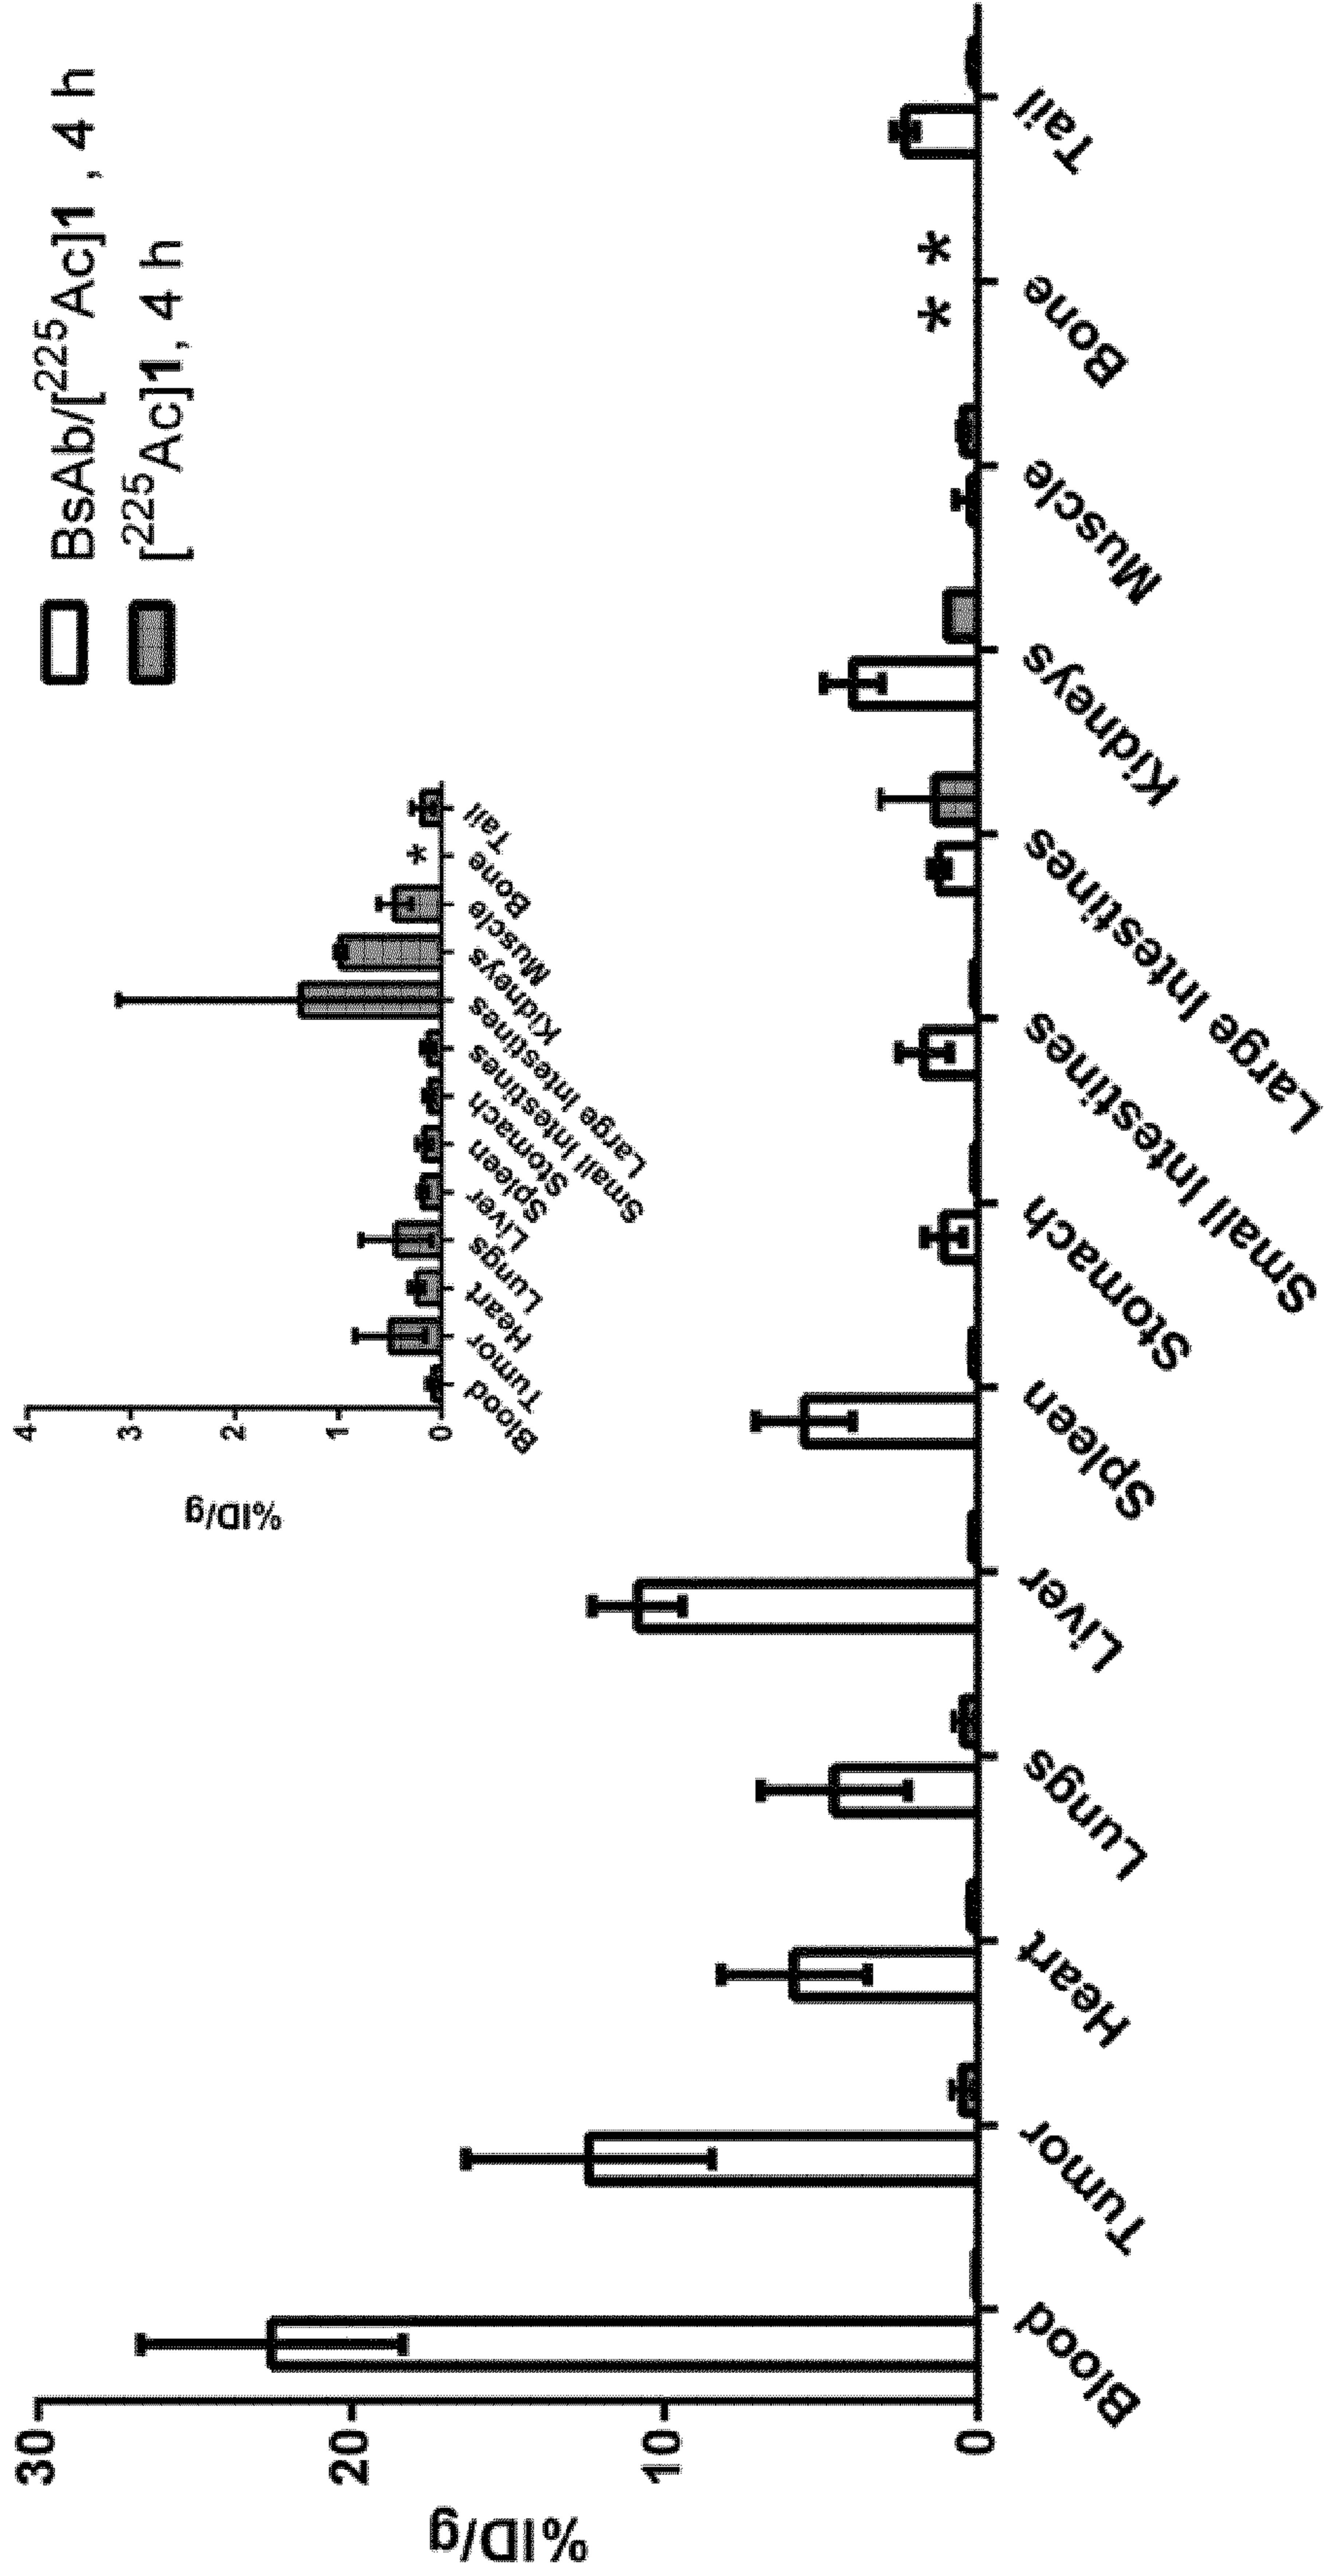 BsAb/[²²⁵Ac]1 , 4 h
[²²⁵Ac]1, 4 h
%ID/g
4
3
2
1
0
Blood
Tumor
Heart
Lungs
Liver
Spleen
Stomach
Small Intestines
Large Intestines
Kidneys
Muscle
Bone
Tail
*
%ID/g
30
20
10
0
* *
Blood
Tumor
Heart
Lungs
Liver
Spleen
Stomach
Small Intestines
Large Intestines
Kidneys
Muscle
Bone
Tail